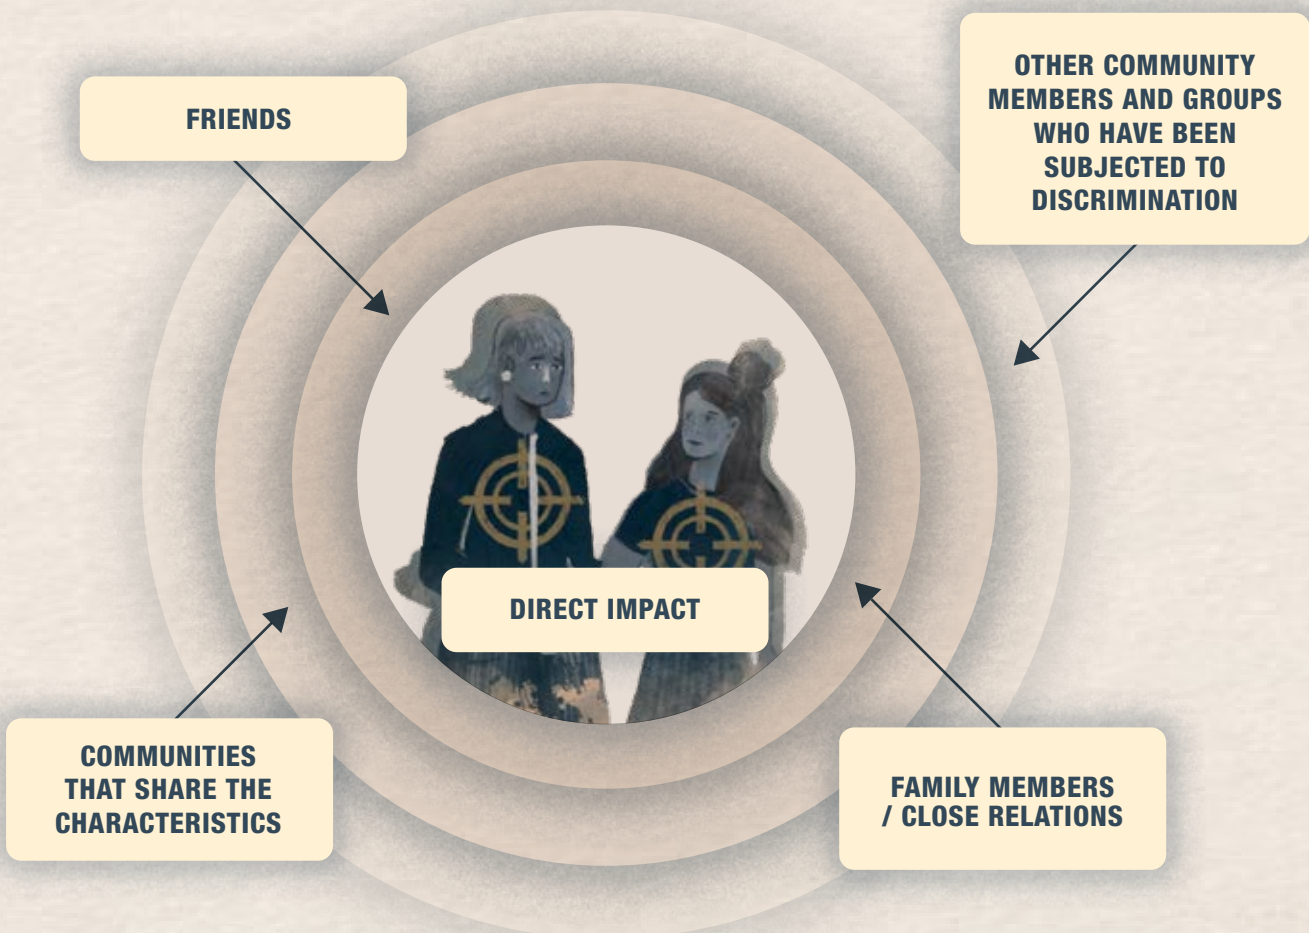 FRIENDS
OTHER COMMUNITY
MEMBERS AND GROUPS
WHO HAVE BEEN
SUBJECTED TO
DISCRIMINATION
DIRECT IMPACT
COMMUNITIES
THAT SHARE THE
CHARACTERISTICS
FAMILY MEMBERS
/ CLOSE RELATIONS